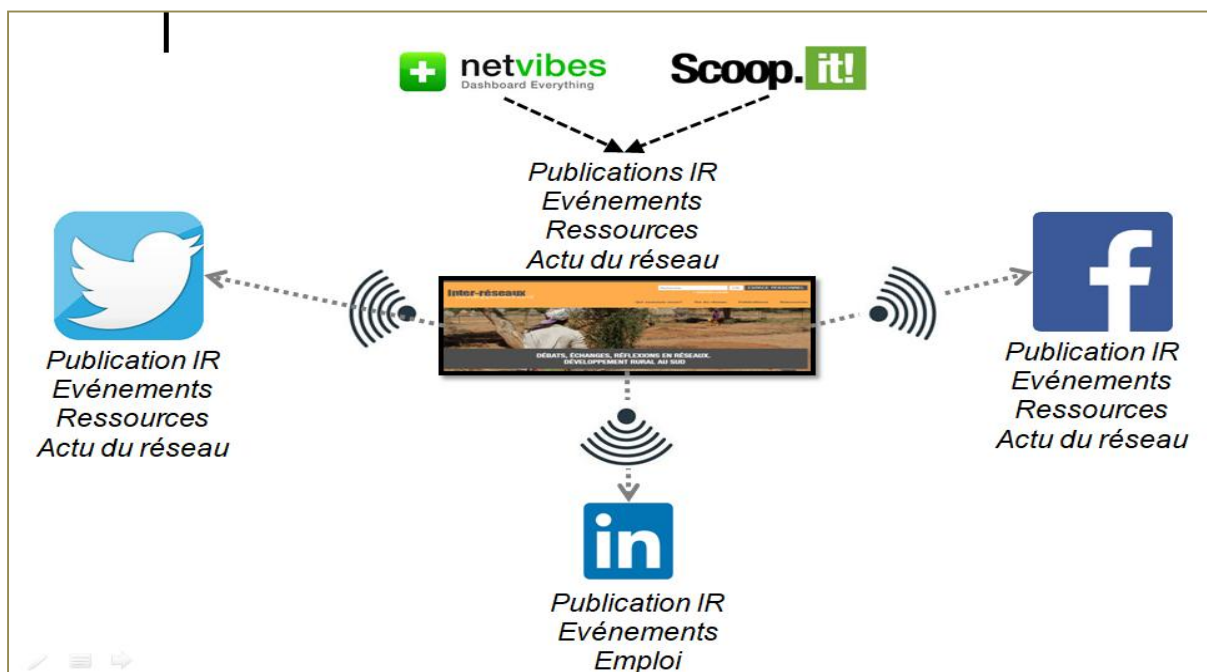 netvibes
Dashboard Everything
Scoop.it!
Publications IR
Evénements
Ressources
Actu du réseau
Inter-réseaux
DÉBATS, ÉCHANGES, RÉFLEXIONS EN RÉSEAUX.
DÉVELOPPEMENT RURAL AU SUD
Publication IR
Evénements
Ressources
Actu du réseau
f
Publication IR
Evénements
Ressources
Actu du réseau
in
Publication IR
Evénements
Emploi